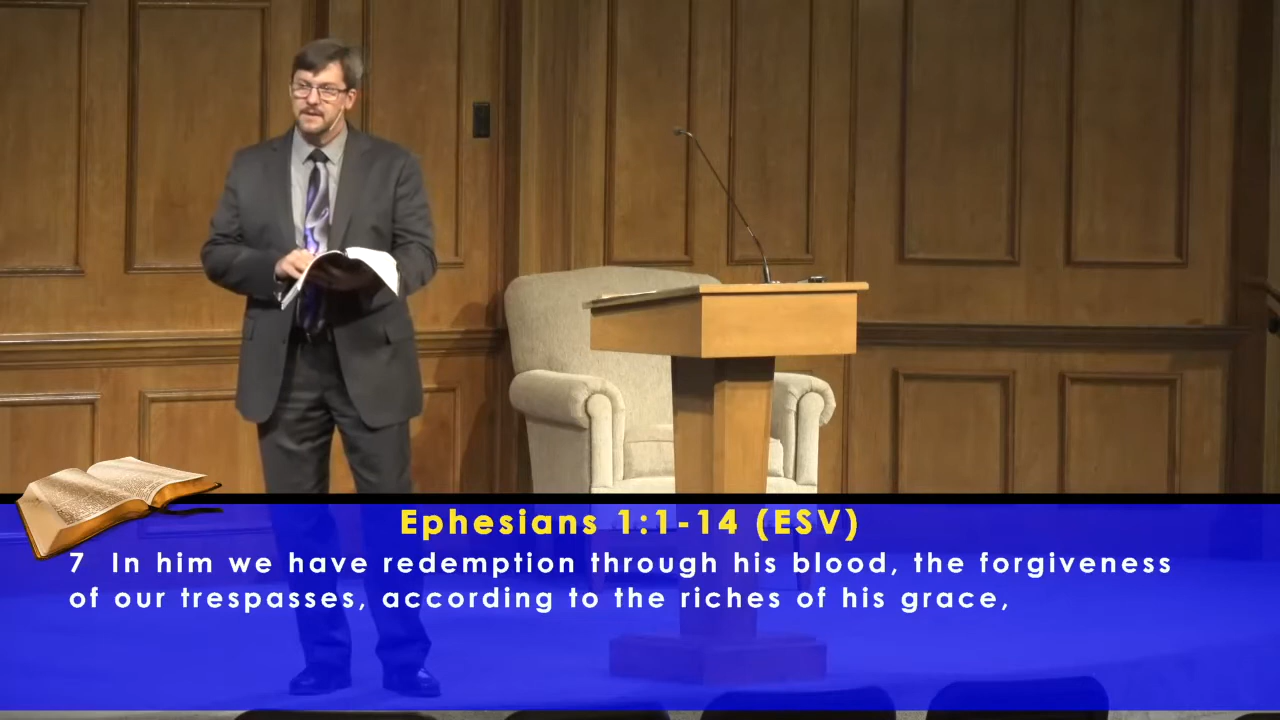 Ephesians 1:1-14 (ESV)
7 In him we have redemption through his blood, the forgiveness
of our trespasses, according to the riches of his grace,